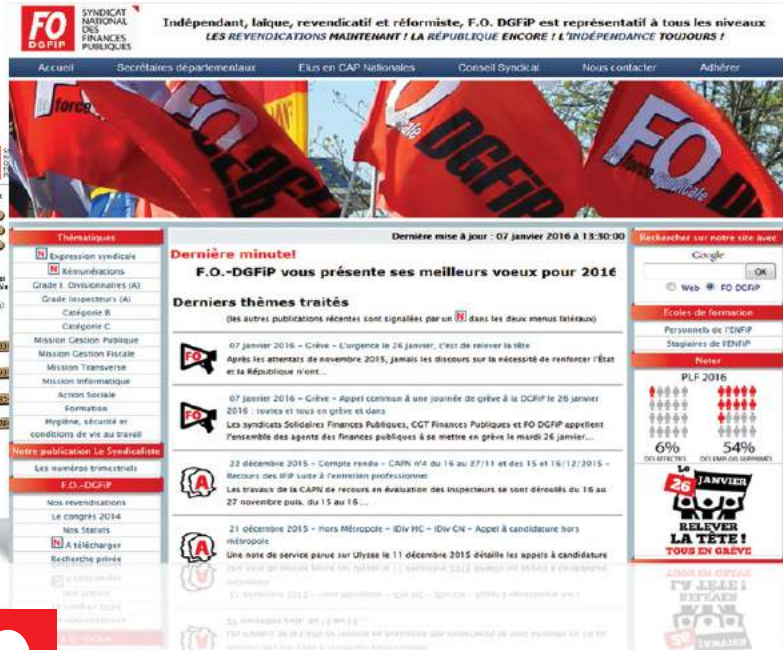 FO
DGFiP
SYNDICAT
NATIONAL
DES
FINANCES
PUBLIQUES
Indépendant, laïque, revendicatif et réformiste, F.O. DGFiP est représentatif à tous les niveaux
LES REVENDICATIONS MAINTENANT ! LA RÉPUBLIQUE ENCORE ! L'INDÉPENDANCE TOUJOURS !
Accueil Secrétaires départementaux Elus en CAP Nationales Conseil Syndical Nous contacter Adhérer
force
FO
DGFiP
FO
la force syndicale
Thématiques
N Expression syndicale
N Rémunérations
Grade I. Divisionnaires (A)
Grade Inspecteurs (A)
Catégorie B
Catégorie C
Mission Gestion Publique
Mission Gestion Fiscale
Mission Transverse
Mission Informatique
Action Sociale
Formation
Hygiène, sécurité et
conditions de vie au travail
Notre publication Le Syndicaliste
Les numéros trimestriels
F.O.-DGFiP
Nos revendications
Le congrès 2014
Nos Statuts
N A télécharger
Recherche privée
Dernière mise à jour : 07 janvier 2016 à 13:30:00
Dernière minute!
F.O.-DGFiP vous présente ses meilleurs voeux pour 2016
Derniers thèmes traités
(les autres publications récentes sont signalées par un N dans les deux menus latéraux)
07 janvier 2016 – Grève – L'urgence le 26 janvier, c'est de relever la tête
Après les attentats de novembre 2015, jamais les discours sur la nécessité de renforcer l'État
et la République n'ont...
07 janvier 2016 – Grève – Appel commun à une journée de grève à la DGFiP le 26 janvier
2016 : toutes et tous en grève et dans
Les syndicats Solidaires Finances Publiques, CGT Finances Publiques et FO DGFiP appellent
l'ensemble des agents des finances publiques à se mettre en grève le mardi 26 janvier...
22 décembre 2015 – Compte rendu – CAPN n°4 du 16 au 27/11 et des 15 et 16/12/2015 –
Recours des IFiP suite à l'entretien professionnel
Les travaux de la CAPN de recours en évaluation des inspecteurs se sont déroulés du 16 au
27 novembre puis, du 15 au 16 ...
21 décembre 2015 – Hors Métropole – IDiv HC – IDiv CN – Appel à candidature hors
métropole
Une note de service parue sur Ulysse le 11 décembre 2015 détaille les appels à candidature
Rechercher sur notre site avec
Google
OK
Web FO DGFiP
Ecoles de formation
Personnels de l'ENFiP
Stagiaires de l'ENFiP
Noter
PLF 2016
6% 54%
DES EFFECTIFS DES EMPLOIS SUPPRIMÉS
Le
26 JANVIER
RELEVER
LA TÊTE !
TOUS EN GRÈVE